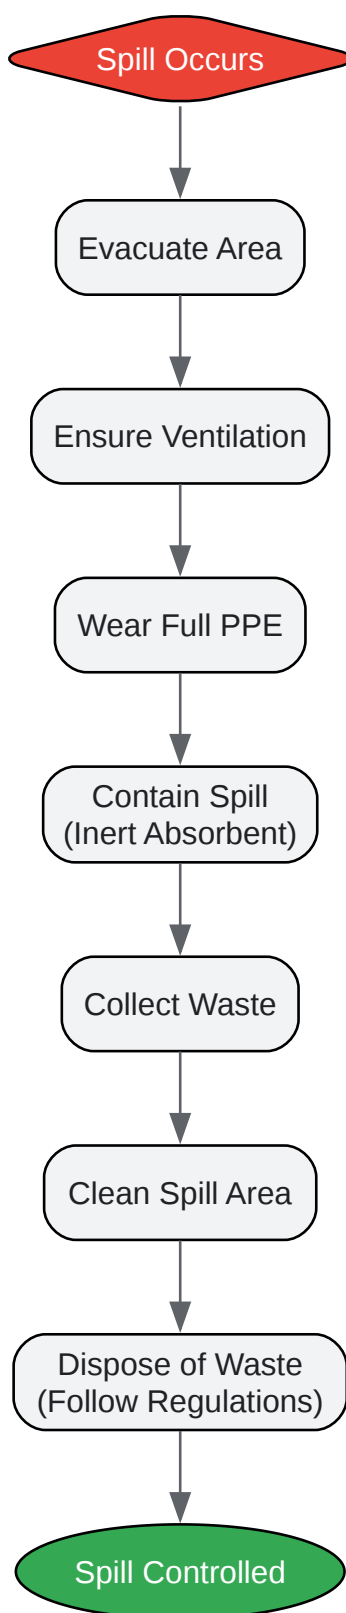 Spill Occurs
Evacuate Area
Ensure Ventilation
Wear Full PPE
Contain Spill
(Inert Absorbent)
Collect Waste
Clean Spill Area
Dispose of Waste
(Follow Regulations)
Spill Controlled